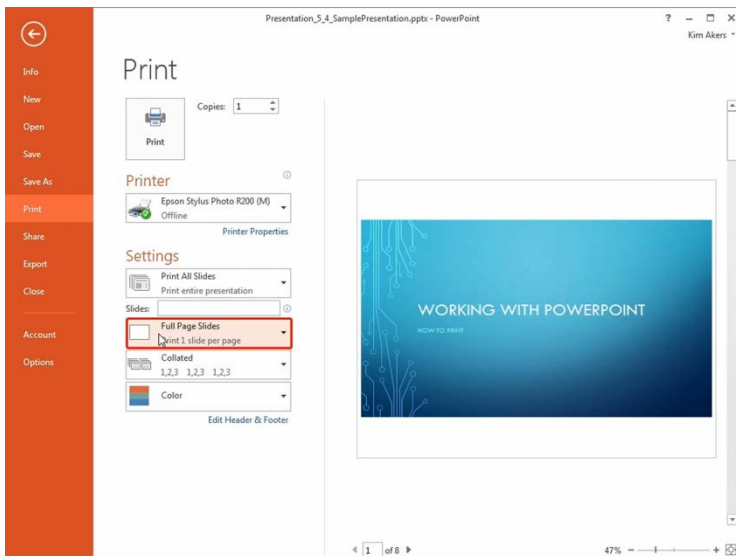 Presentation_5_4_SamplePresentation.pptx - PowerPoint
?
Kim Akers
Info
New
Open
Save
Save As
Print
Share
Export
Close
Account
Options
Print
Copies: 1
Print
Printer
Epson Stylus Photo R200 (M)
Offline
Printer Properties
Settings
Print All Slides
Print entire presentation
Slides:
Full Page Slides
Print 1 slide per page
Collated
1,2,3 1,2,3 1,2,3
Color
Edit Header & Footer
WORKING WITH POWERPOINT
HOW TO PRINT
1 of 8
47%